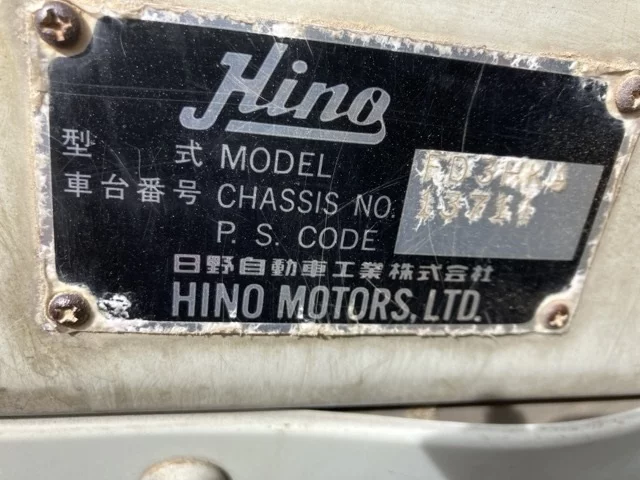 Hino
型 式 MODEL
車台番号 CHASSIS NO.
P. S. CODE
日野自動車工業株式会社
HINO MOTORS, LTD.